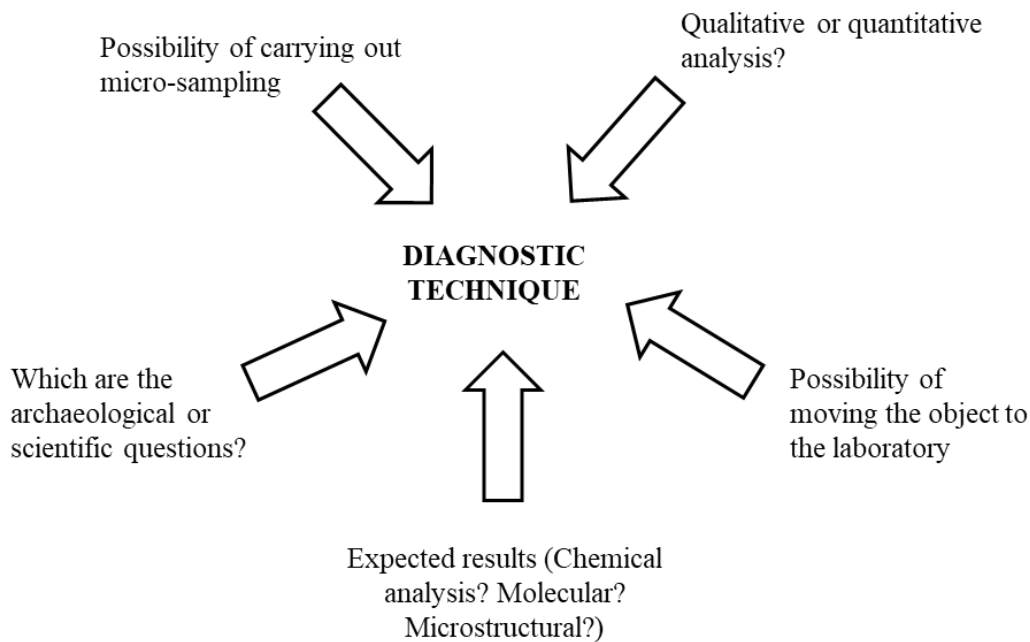 Possibility of carrying out
micro-sampling
Qualitative or quantitative
analysis?
DIAGNOSTIC
TECHNIQUE
Which are the
archaeological or
scientific questions?
Possibility of
moving the object to
the laboratory
Expected results (Chemical
analysis? Molecular?
Microstructural?)